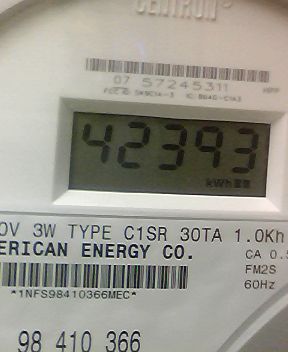 CENTRON®
07 57245311
42393
kWh
0V 3W TYPE C1SR 30TA 1.0Kh
ERICAN ENERGY CO.
CA 0.5
FM2S
60Hz
*1NFS98410366MEC*
98 410 366